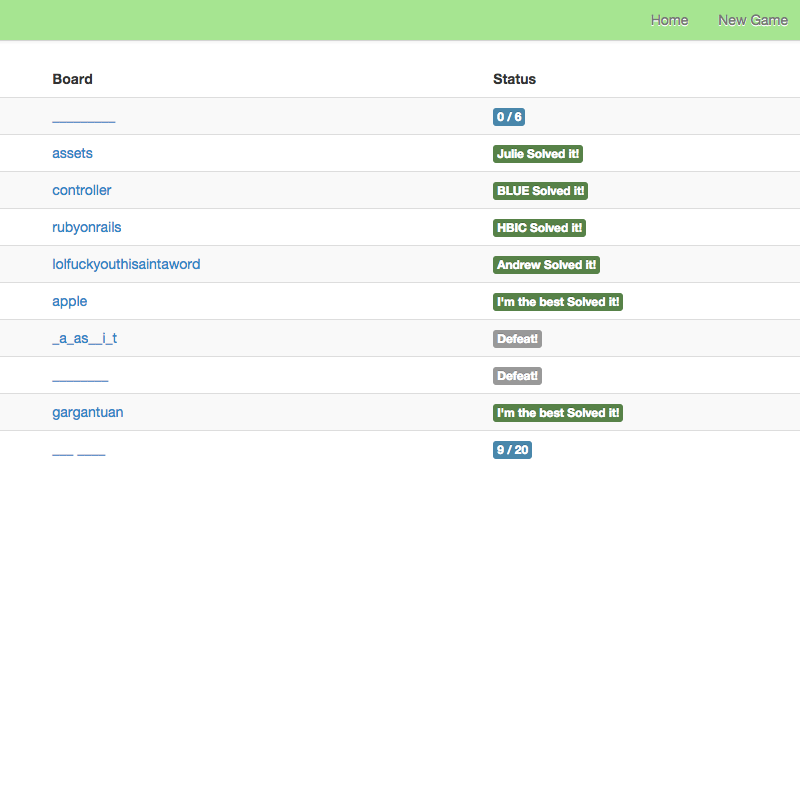 Home New Game
Board Status
_________ 0 / 6
assets Julie Solved it!
controller BLUE Solved it!
rubyonrails HBIC Solved it!
lolfuckyouthisaintaword Andrew Solved it!
apple I'm the best Solved it!
_a_as__i_t Defeat!
________ Defeat!
gargantuan I'm the best Solved it!
___ ____ 9 / 20